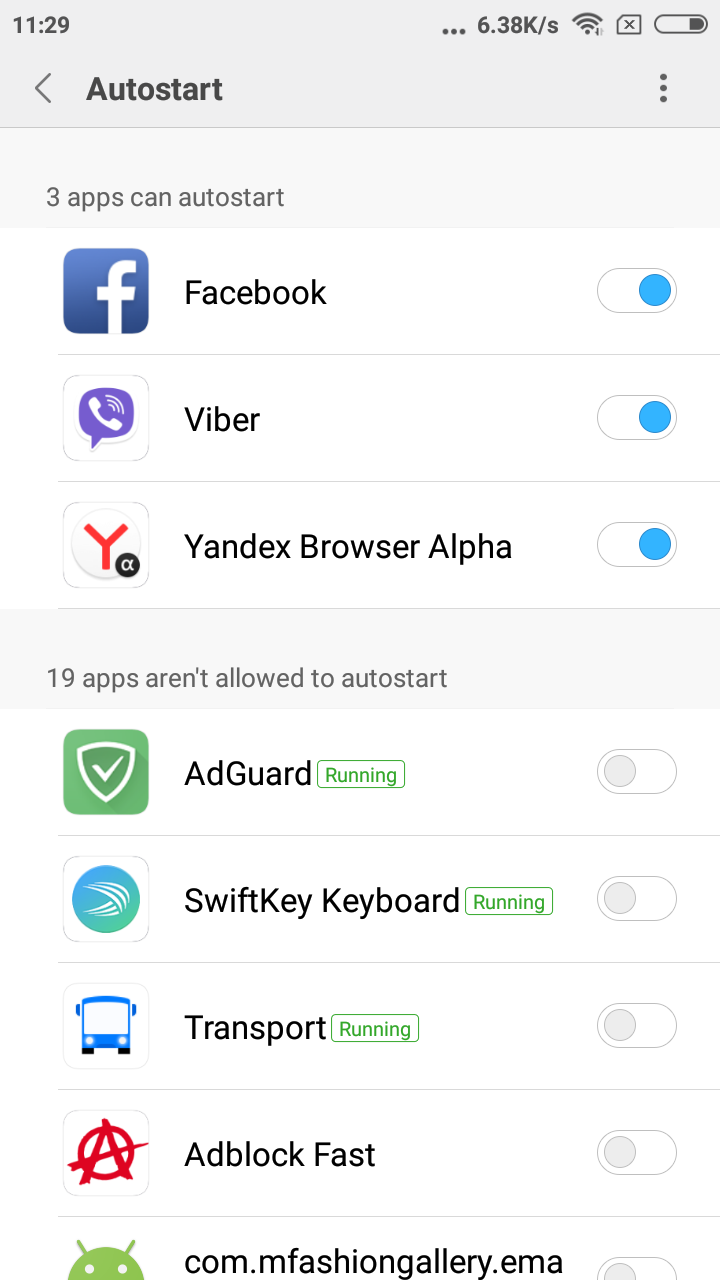 11:29
... 6.38K/s
Autostart
3 apps can autostart
Facebook
Viber
Yandex Browser Alpha
19 apps aren't allowed to autostart
AdGuard Running
SwiftKey Keyboard Running
Transport Running
Adblock Fast
com.mfashiongallery.ema